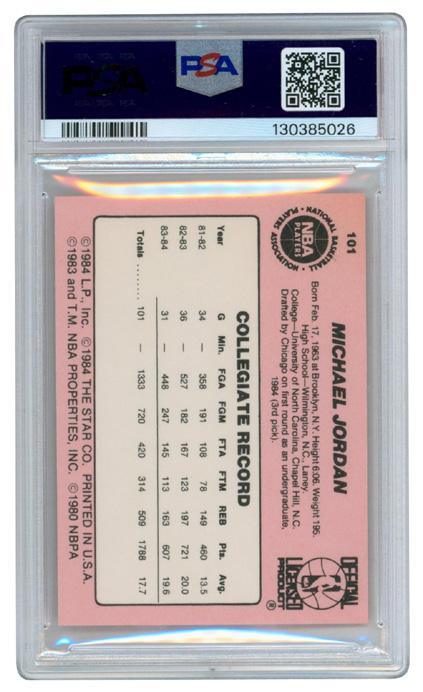 PSA
PSA
130385026
101
NATIONAL BASKETBALL
PLAYERS ASSOCIATION
NBA
PLAYERS
MICHAEL JORDAN
Born Feb. 17, 1963 at Brooklyn, N.Y. Height 6:06. Weight 195.
High School—Wilmington, N.C., Laney.
College—University of North Carolina, Chapel Hill, N.C.
Drafted by Chicago on first round as an undergraduate,
1984 (3rd pick).
OFFICIAL
NBA
LICENSED
PRODUCT
®
COLLEGIATE RECORD
Year G Min. FGA FGM FTA FTM REB Pts. Avg.
81-82 34 — 358 191 108 78 149 460 13.5
82-83 36 — 527 182 167 123 197 721 20.0
83-84 31 — 448 247 145 113 163 607 19.6
Totals ........ 101 — 1333 720 420 314 509 1788 17.7
©1984 L.P., Inc. ©1984 THE STAR CO. PRINTED IN U.S.A.
©1983 and T.M. NBA PROPERTIES, INC. ©1980 NBPA